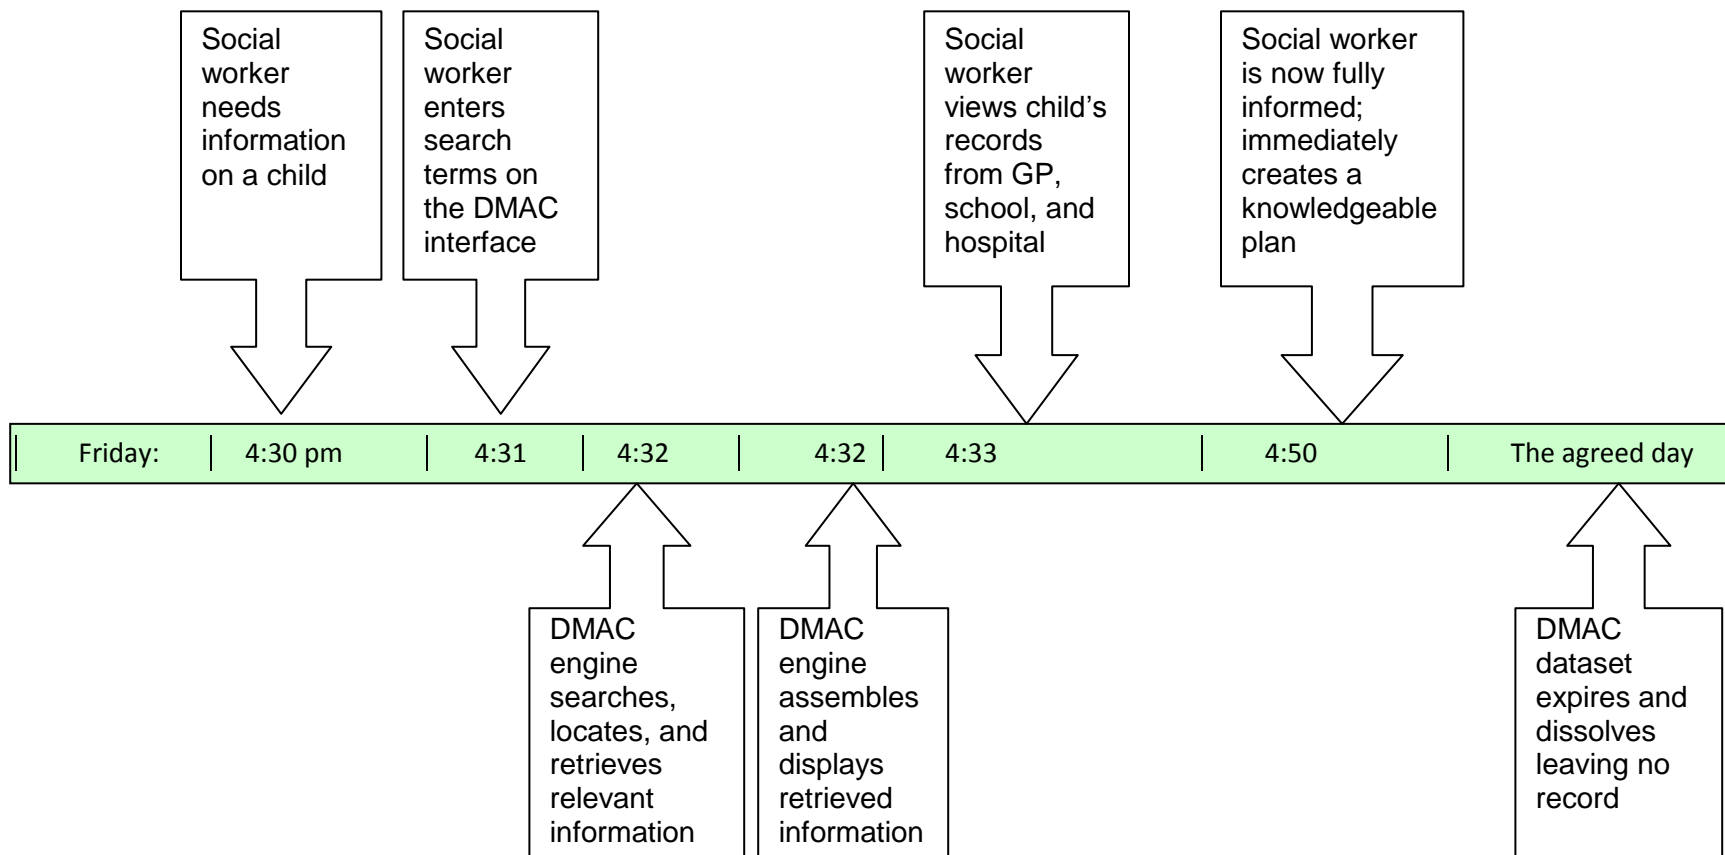 Social
worker
needs
information
on a child
Social
worker
enters
search
terms on
the DMAC
interface
Social
worker
views child’s
records
from GP,
school, and
hospital
Social worker
is now fully
informed;
immediately
creates a
knowledgeable
plan
Friday: 4:30 pm 4:31 4:32 4:32 4:33 4:50 The agreed day
DMAC
engine
searches,
locates, and
retrieves
relevant
information
DMAC
engine
assembles
and
displays
retrieved
information
DMAC
dataset
expires and
dissolves
leaving no
record